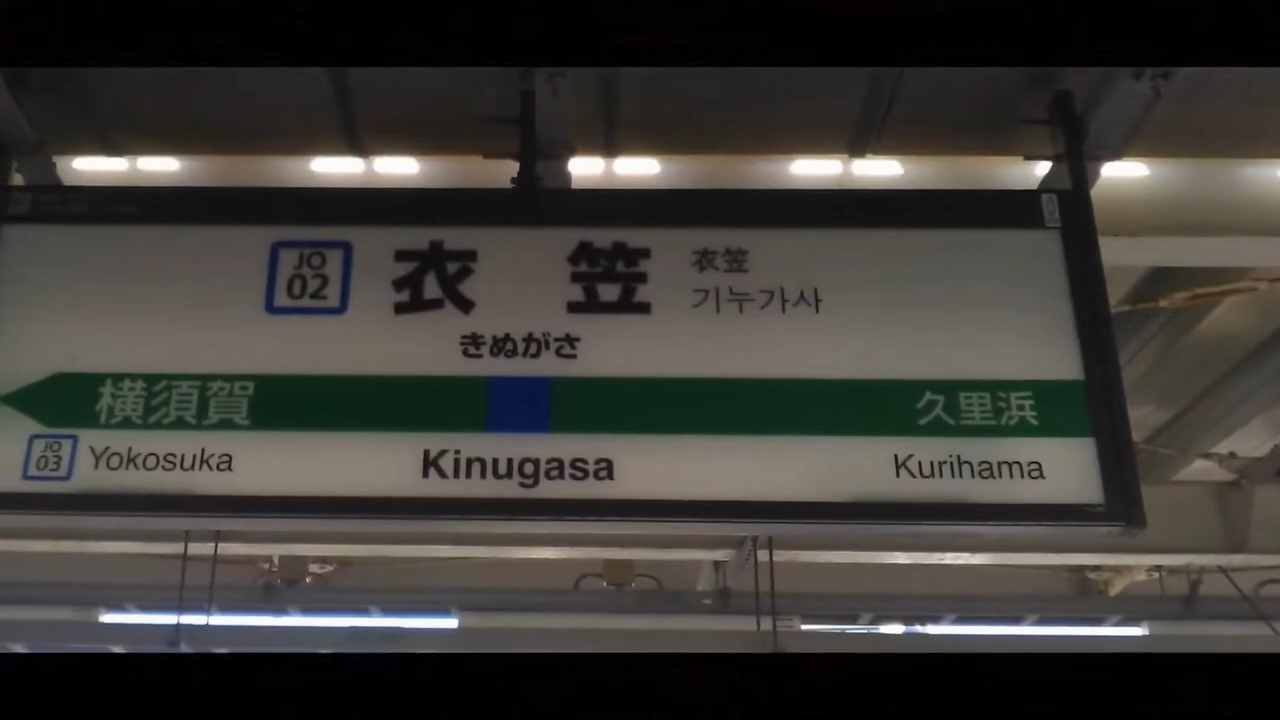 JO
02
衣笠
衣笠
기누가사
きぬがさ
横須賀
久里浜
JO
03
Yokosuka
Kinugasa
Kurihama